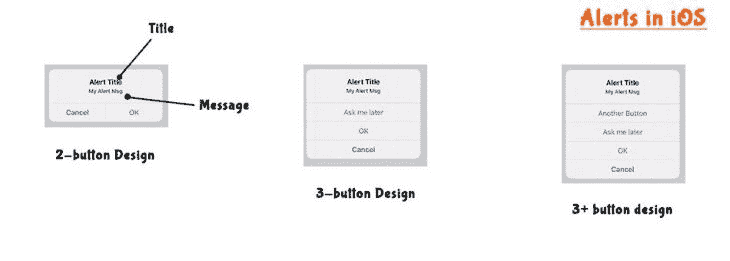 Alerts in iOS
Title
Alert Title
My Alert Msg
Message
Cancel
OK
2-button Design
Alert Title
My Alert Msg
Ask me later
OK
Cancel
3-button Design
Alert Title
My Alert Msg
Another Button
Ask me later
OK
Cancel
3+ button design